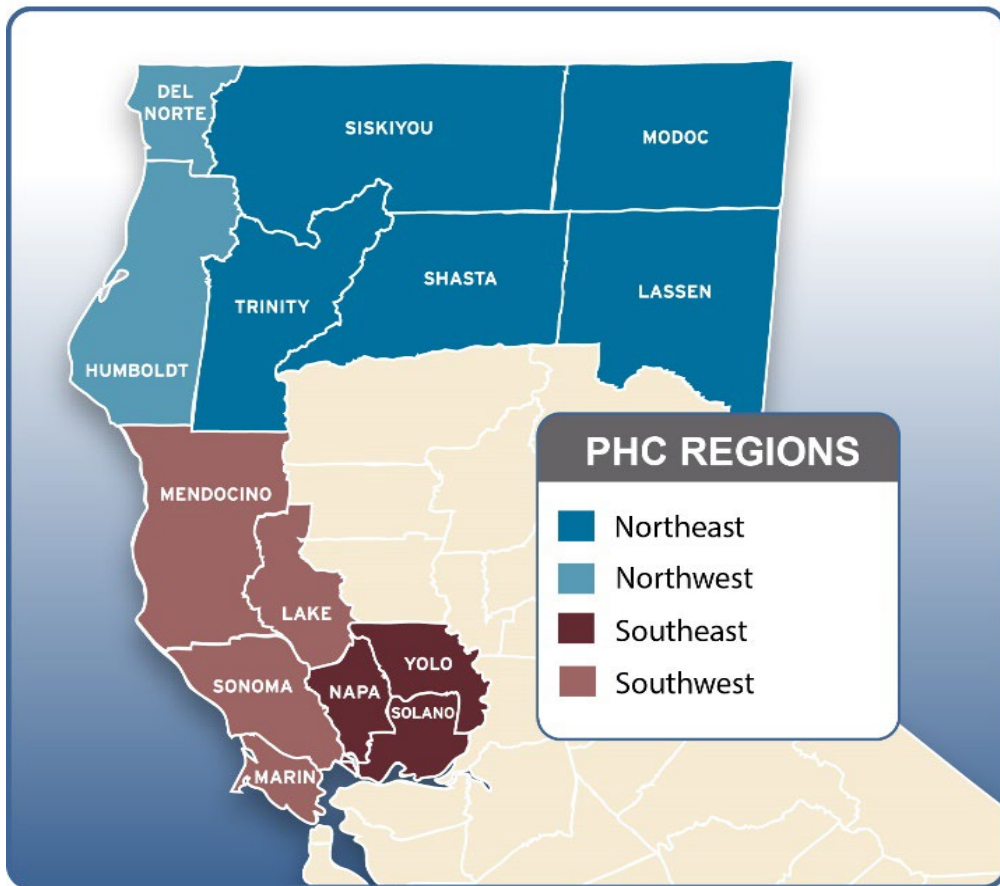 DEL
NORTE
SISKIYOU
MODOC
SHASTA
LASSEN
TRINITY
HUMBOLDT
MENDOCINO
LAKE
SONOMA
NAPA
YOLO
SOLANO
MARIN
PHC REGIONS
Northeast
Northwest
Southeast
Southwest